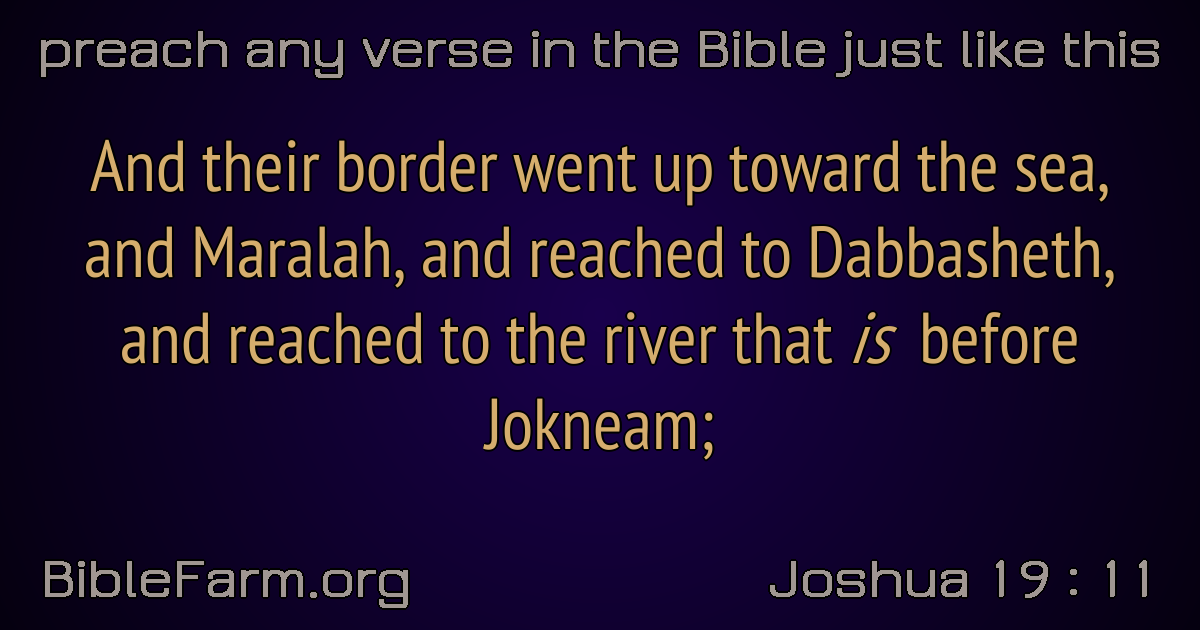 preach any verse in the Bible just like this
And their border went up toward the sea,
and Maralah, and reached to Dabbasheth,
and reached to the river that is before
Jokneam;
BibleFarm.org
Joshua 19 : 11